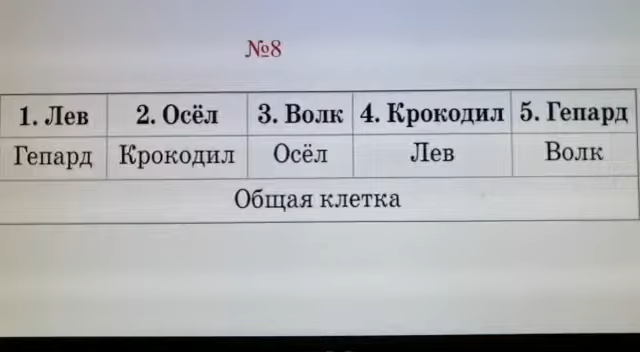 №8
1. Лев 2. Осёл 3. Волк 4. Крокодил 5. Гепард
Гепард Крокодил Осёл Лев Волк
Общая клетка